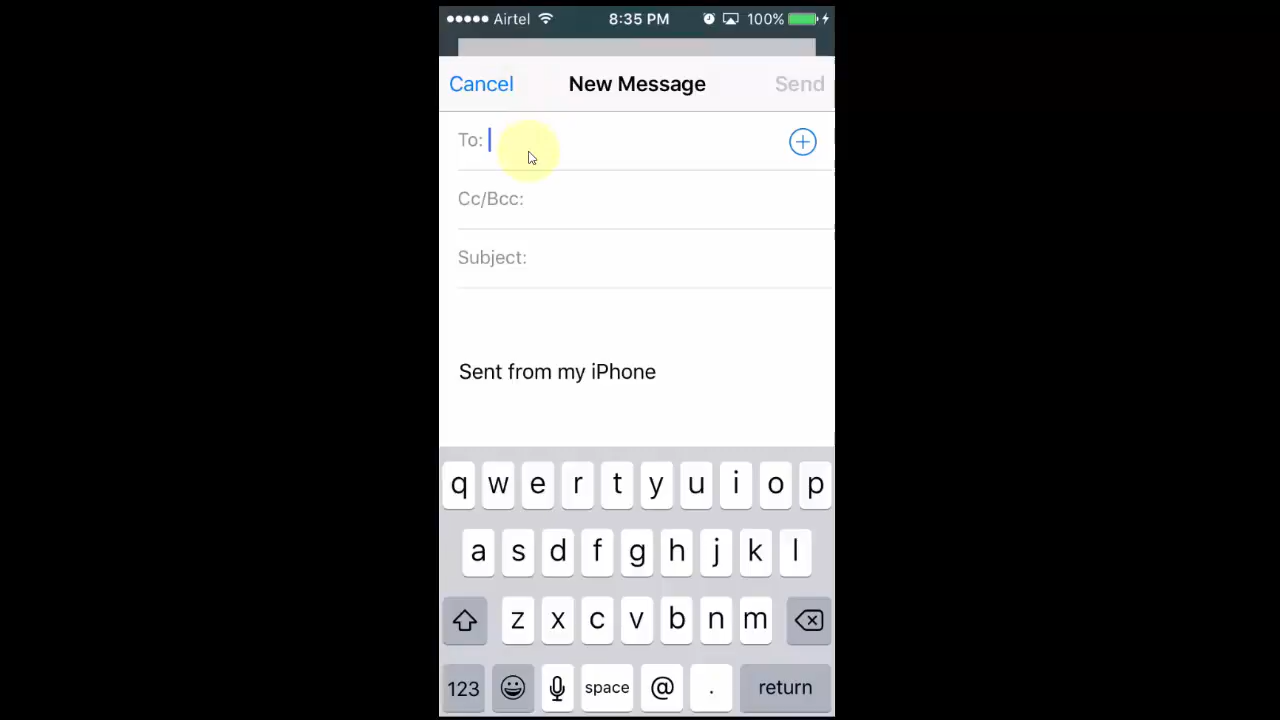 Airtel 8:35 PM 100%
Cancel New Message Send
To:
Cc/Bcc:
Subject:
Sent from my iPhone
q w e r t y u i o p
a s d f g h j k l
z x c v b n m
123 space @ . return